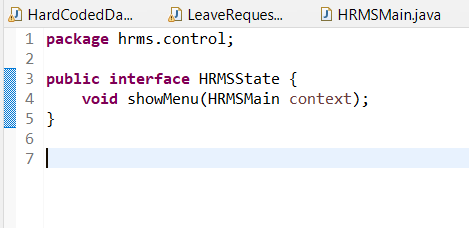 HardCodedDa... LeaveReques... HRMSMain.java
1 package hrms.control;
2
3 public interface HRMSState {
4     void showMenu(HRMSMain context);
5 }
6
7